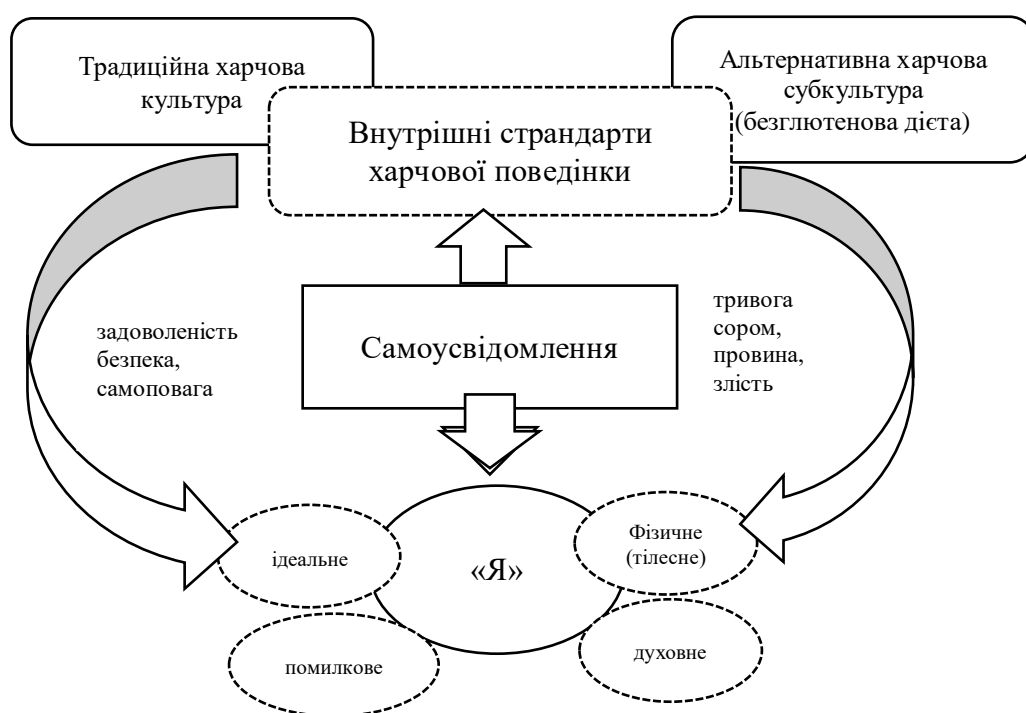 Традиційна харчова
культура
Альтернативна харчова
субкультура
(безглютенова дієта)
Внутрішні страндарти
харчової поведінки
Самоусвідомлення
задоволеність
безпека,
самоповага
тривога
сором,
провина,
злість
ідеальне
«Я»
Фізичне
(тілесне)
помилкове
духовне